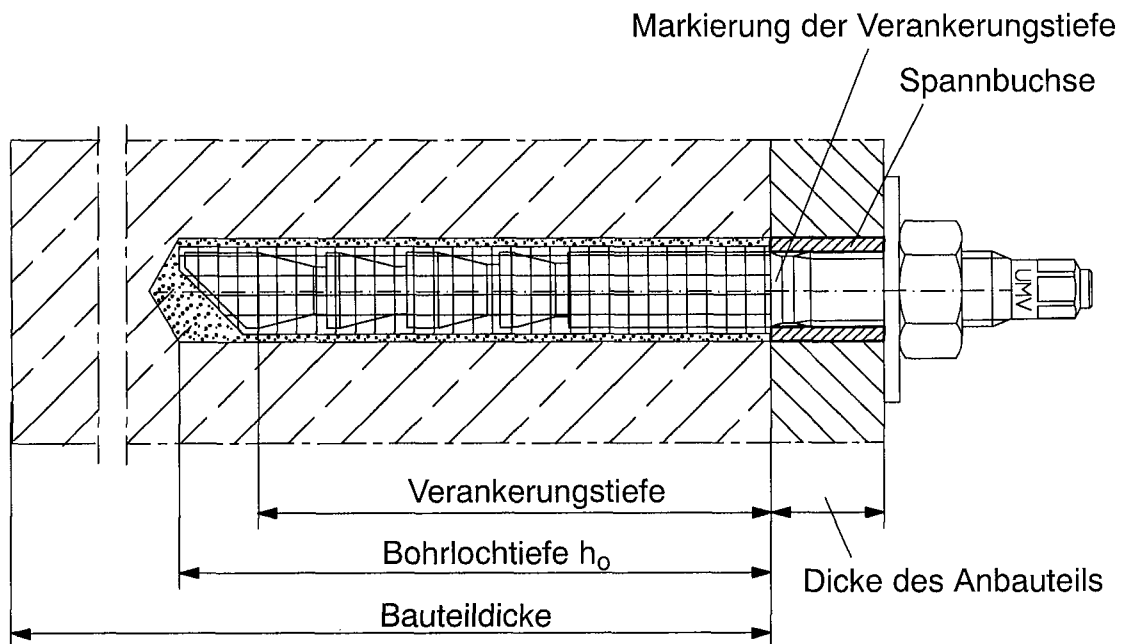 Markierung der Verankerungstiefe
Spannbuchse
UMV
Verankerungstiefe
Bohrlochtiefe h₀
Dicke des Anbauteils
Bauteildicke